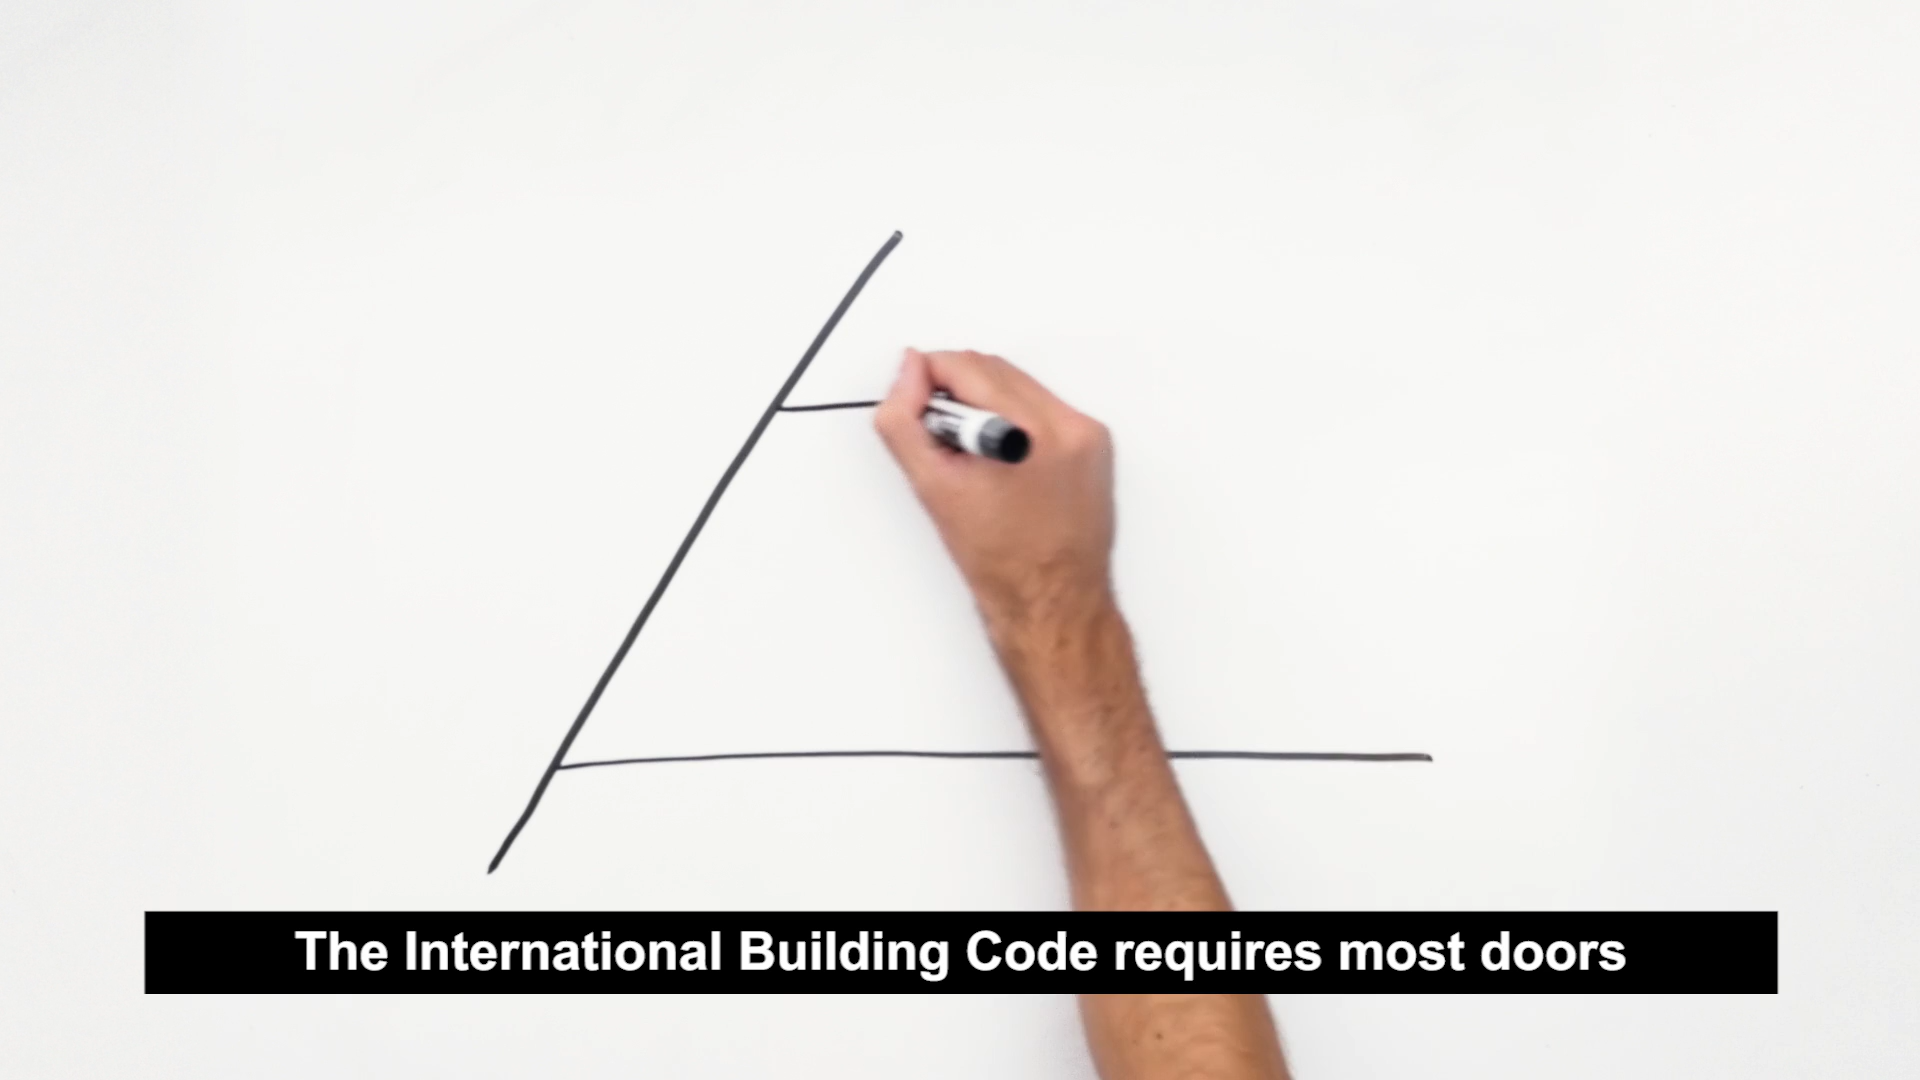 The International Building Code requires most doors